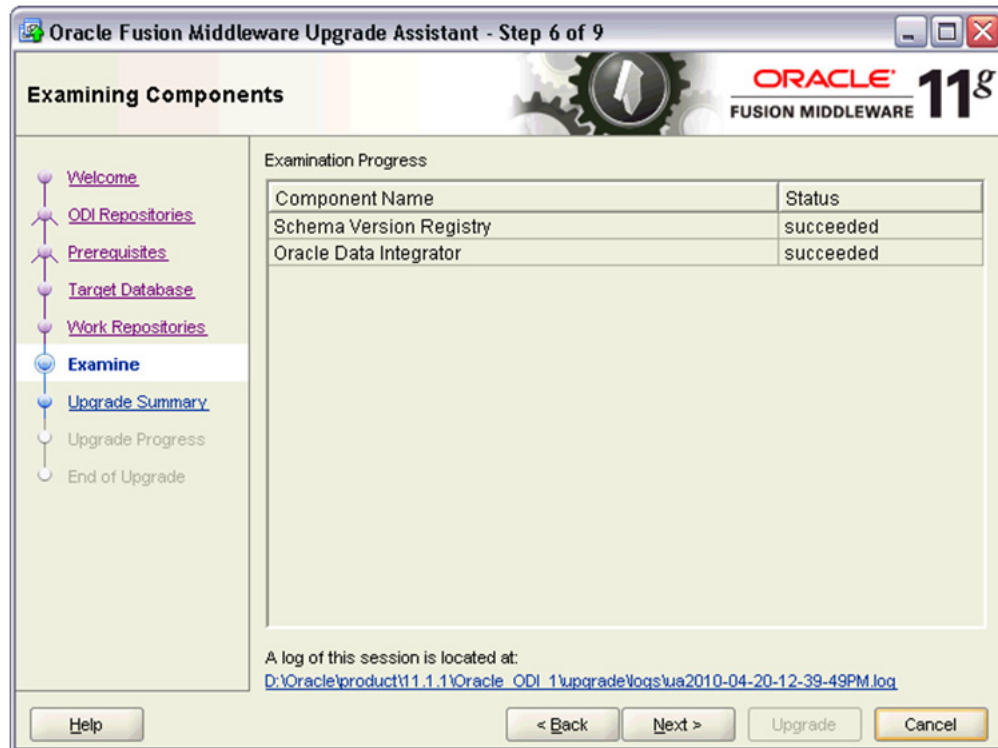 Oracle Fusion Middleware Upgrade Assistant - Step 6 of 9
Examining Components
ORACLE
FUSION MIDDLEWARE
11g
Welcome
ODI Repositories
Prerequisites
Target Database
Work Repositories
Examine
Upgrade Summary
Upgrade Progress
End of Upgrade
Examination Progress
Component Name Status
Schema Version Registry succeeded
Oracle Data Integrator succeeded
A log of this session is located at:
D:\Oracle\product\11.1.1\Oracle_ODI_1\upgrade\logs\ua2010-04-20-12-39-49PM.log
Help < Back Next > Upgrade Cancel